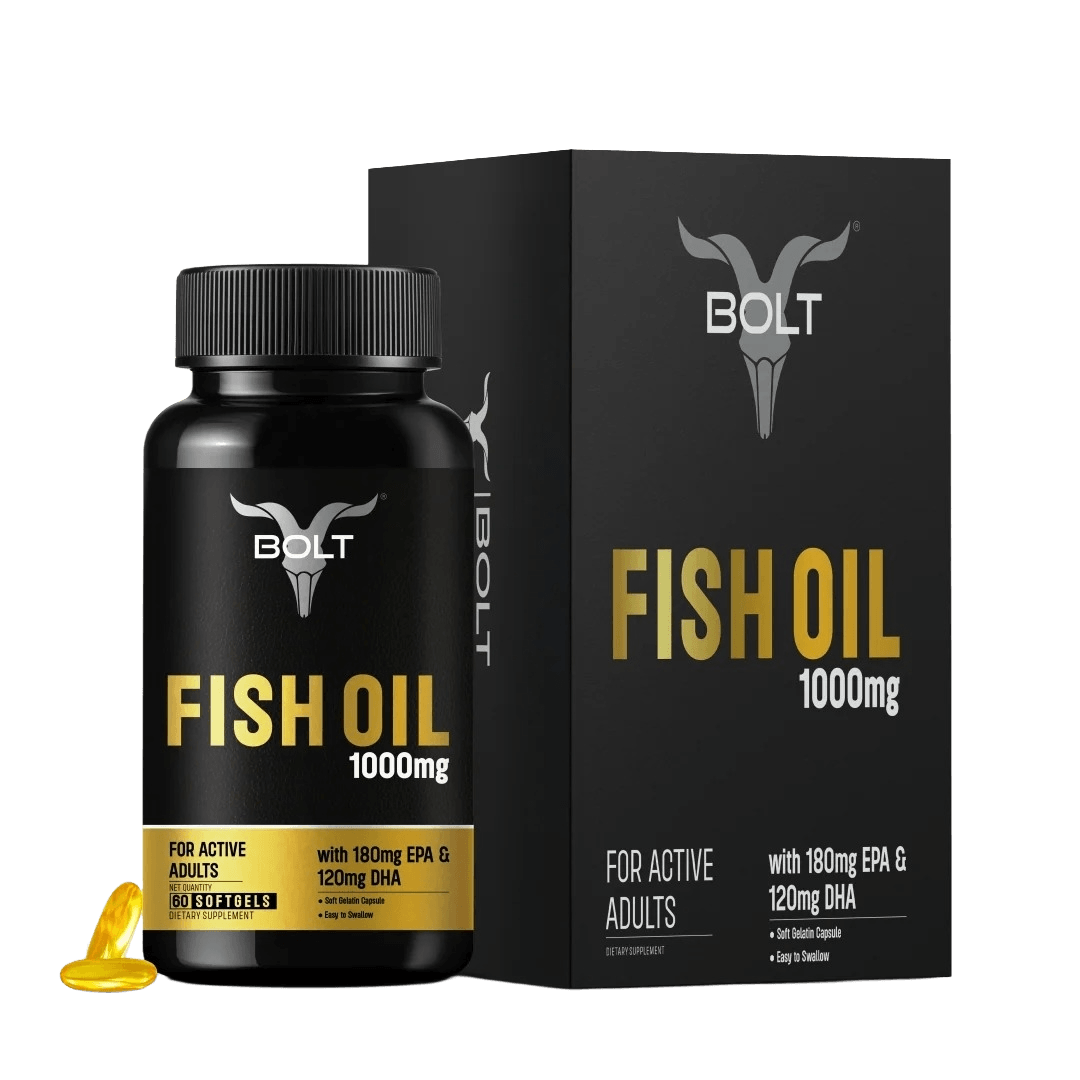 BOLT
®
FISH OIL
1000mg
FOR ACTIVE
ADULTS
NET QUANTITY
60 SOFTGELS
DIETARY SUPPLEMENT
with 180mg EPA &
120mg DHA
• Soft Gelatin Capsule
• Easy to Swallow
BOLT
BOLT
®
FISH OIL
1000mg
FOR ACTIVE
ADULTS
DIETARY SUPPLEMENT
with 180mg EPA &
120mg DHA
• Soft Gelatin Capsule
• Easy to Swallow